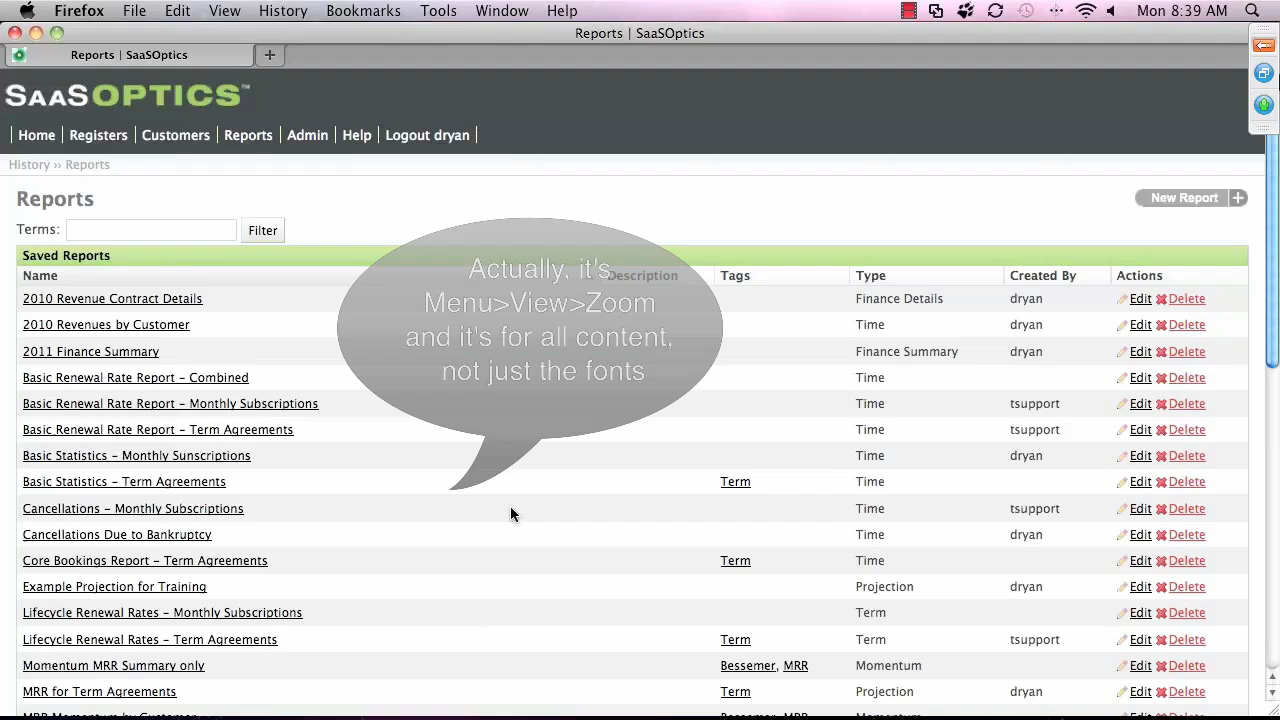 Firefox File Edit View History Bookmarks Tools Window Help Mon 8:39 AM
Reports | SaaSOptics
Reports | SaaSOptics
SAASOPTICS™
Home Registers Customers Reports Admin Help Logout dryan
History ›› Reports
Reports
New Report
Terms: Filter
Saved Reports
Name Description Tags Type Created By Actions
Actually, it's
Menu>View>Zoom
and it's for all content,
not just the fonts
2010 Revenue Contract Details Finance Details dryan Edit Delete
2010 Revenues by Customer Time dryan Edit Delete
2011 Finance Summary Finance Summary dryan Edit Delete
Basic Renewal Rate Report – Combined Time Edit Delete
Basic Renewal Rate Report – Monthly Subscriptions Time tsupport Edit Delete
Basic Renewal Rate Report – Term Agreements Time tsupport Edit Delete
Basic Statistics – Monthly Sunscriptions Time dryan Edit Delete
Basic Statistics – Term Agreements Term Time Edit Delete
Cancellations – Monthly Subscriptions Time tsupport Edit Delete
Cancellations Due to Bankruptcy Time dryan Edit Delete
Core Bookings Report – Term Agreements Term Time Edit Delete
Example Projection for Training Projection dryan Edit Delete
Lifecycle Renewal Rates – Monthly Subscriptions Term Edit Delete
Lifecycle Renewal Rates – Term Agreements Term Term tsupport Edit Delete
Momentum MRR Summary only Bessemer, MRR Momentum Edit Delete
MRR for Term Agreements Term Projection dryan Edit Delete
MRR Momentum by Customer Bessemer, MRR Momentum Edit Delete